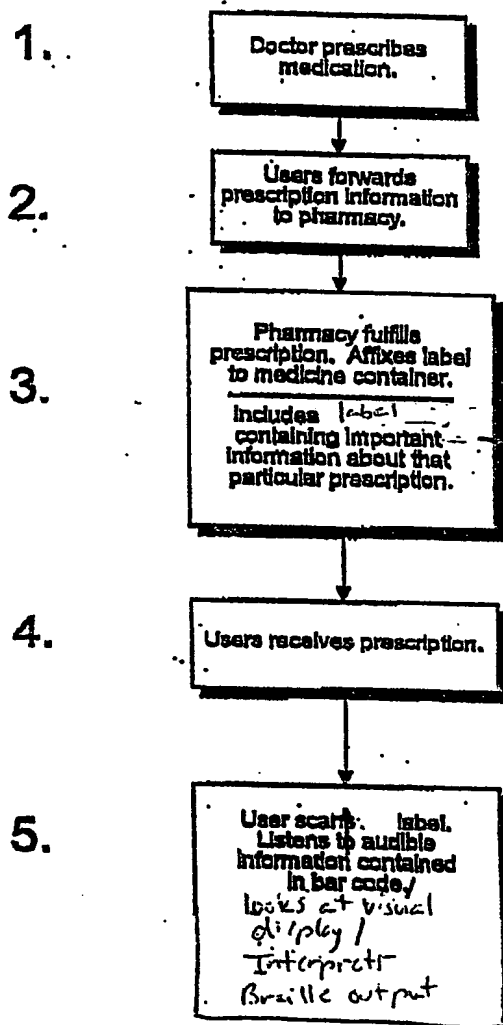 1.
Doctor prescribes
medication.
2.
Users forwards
prescription information
to pharmacy.
3.
Pharmacy fulfills
prescription. Affixes label
to medicine container.
Includes label
containing important
information about that
particular prescription.
4.
Users receives prescription.
5.
User scans label.
Listens to audible
information contained
in bar code/
looks at visual
display /
Interprets
Braille output